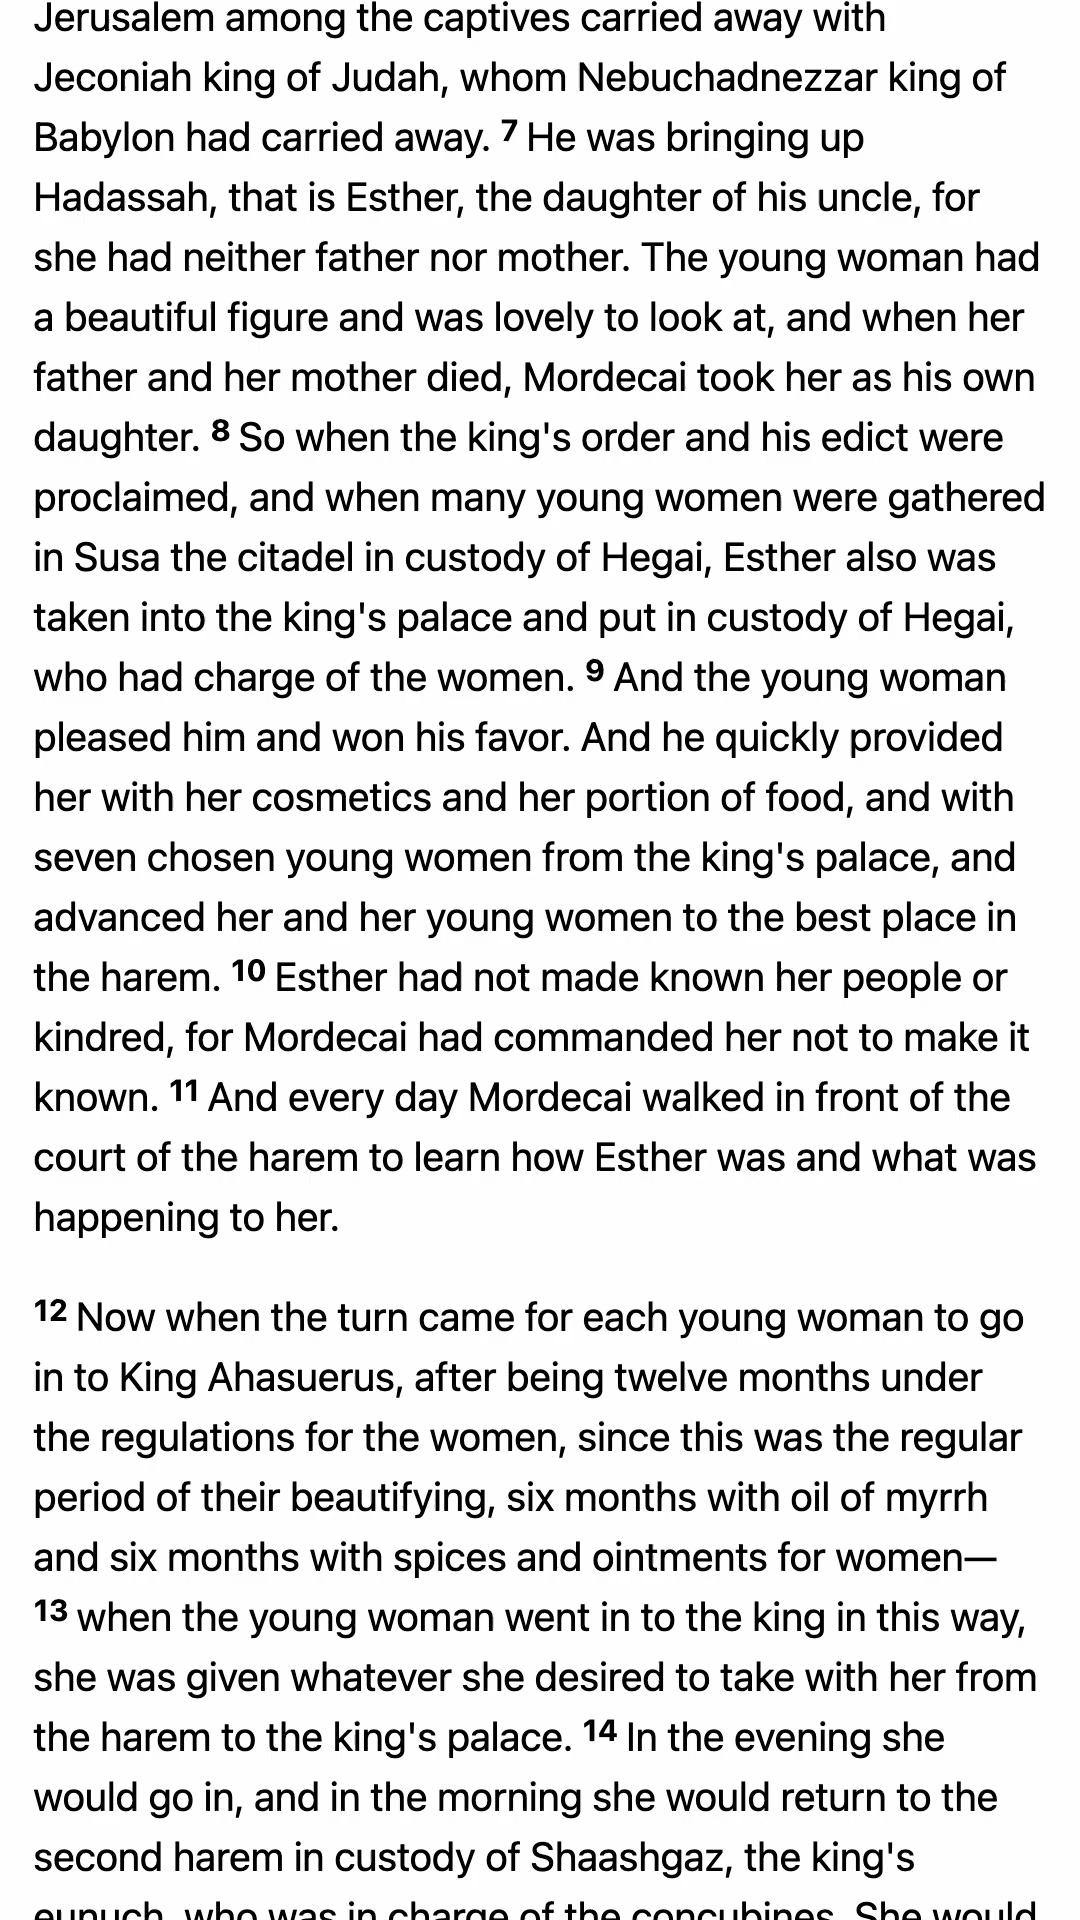 Jerusalem among the captives carried away with
Jeconiah king of Judah, whom Nebuchadnezzar king of
Babylon had carried away. 7 He was bringing up
Hadassah, that is Esther, the daughter of his uncle, for
she had neither father nor mother. The young woman had
a beautiful figure and was lovely to look at, and when her
father and her mother died, Mordecai took her as his own
daughter. 8 So when the king's order and his edict were
proclaimed, and when many young women were gathered
in Susa the citadel in custody of Hegai, Esther also was
taken into the king's palace and put in custody of Hegai,
who had charge of the women. 9 And the young woman
pleased him and won his favor. And he quickly provided
her with her cosmetics and her portion of food, and with
seven chosen young women from the king's palace, and
advanced her and her young women to the best place in
the harem. 10 Esther had not made known her people or
kindred, for Mordecai had commanded her not to make it
known. 11 And every day Mordecai walked in front of the
court of the harem to learn how Esther was and what was
happening to her.
12 Now when the turn came for each young woman to go
in to King Ahasuerus, after being twelve months under
the regulations for the women, since this was the regular
period of their beautifying, six months with oil of myrrh
and six months with spices and ointments for women—
13 when the young woman went in to the king in this way,
she was given whatever she desired to take with her from
the harem to the king's palace. 14 In the evening she
would go in, and in the morning she would return to the
second harem in custody of Shaashgaz, the king's
eunuch, who was in charge of the concubines. She would